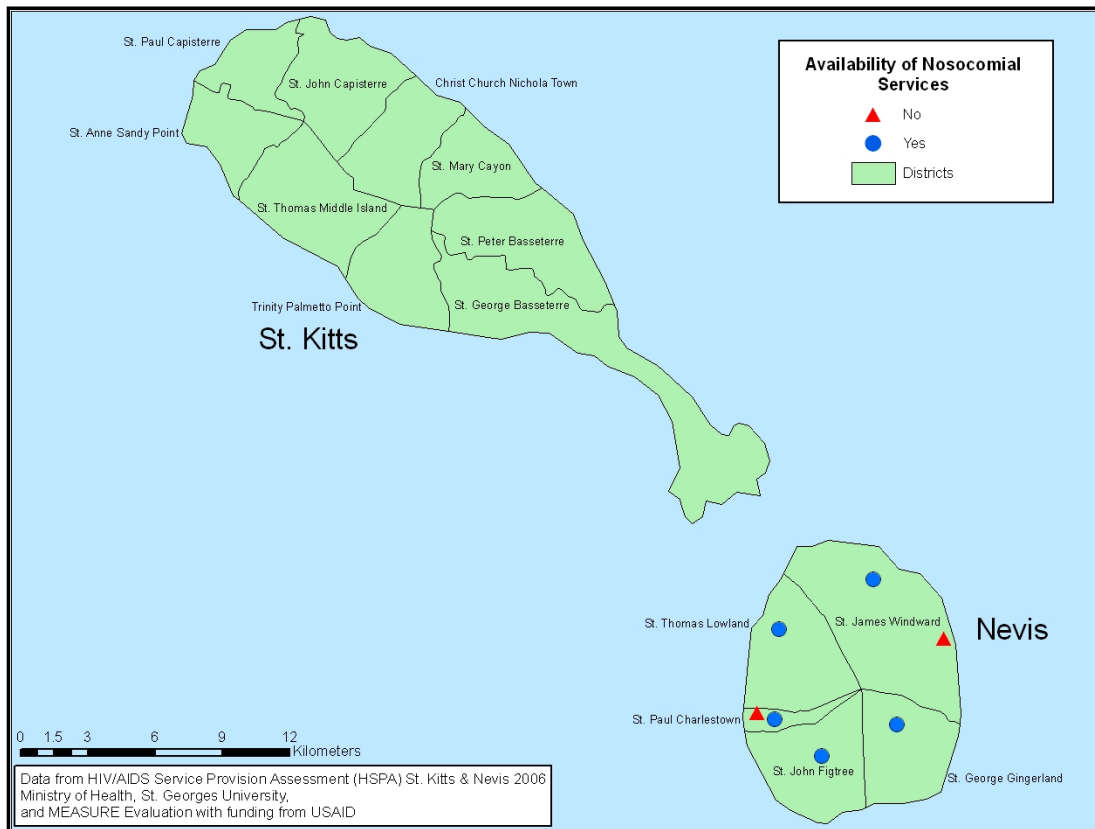 St. Paul Capisterre
St. John Capisterre
Christ Church Nichola Town
St. Anne Sandy Point
St. Mary Cayon
St. Thomas Middle Island
St. Peter Basseterre
Trinity Palmetto Point
St. George Basseterre
St. Kitts
Availability of Nosocomial
Services
No
Yes
Districts
St. Thomas Lowland
St. James Windward
Nevis
St. Paul Charlestown
St. John Figtree
St. George Gingerland
0 1.5 3 6 9 12
Kilometers
Data from HIV/AIDS Service Provision Assessment (HSPA) St. Kitts & Nevis 2006
Ministry of Health, St. Georges University,
and MEASURE Evaluation with funding from USAID